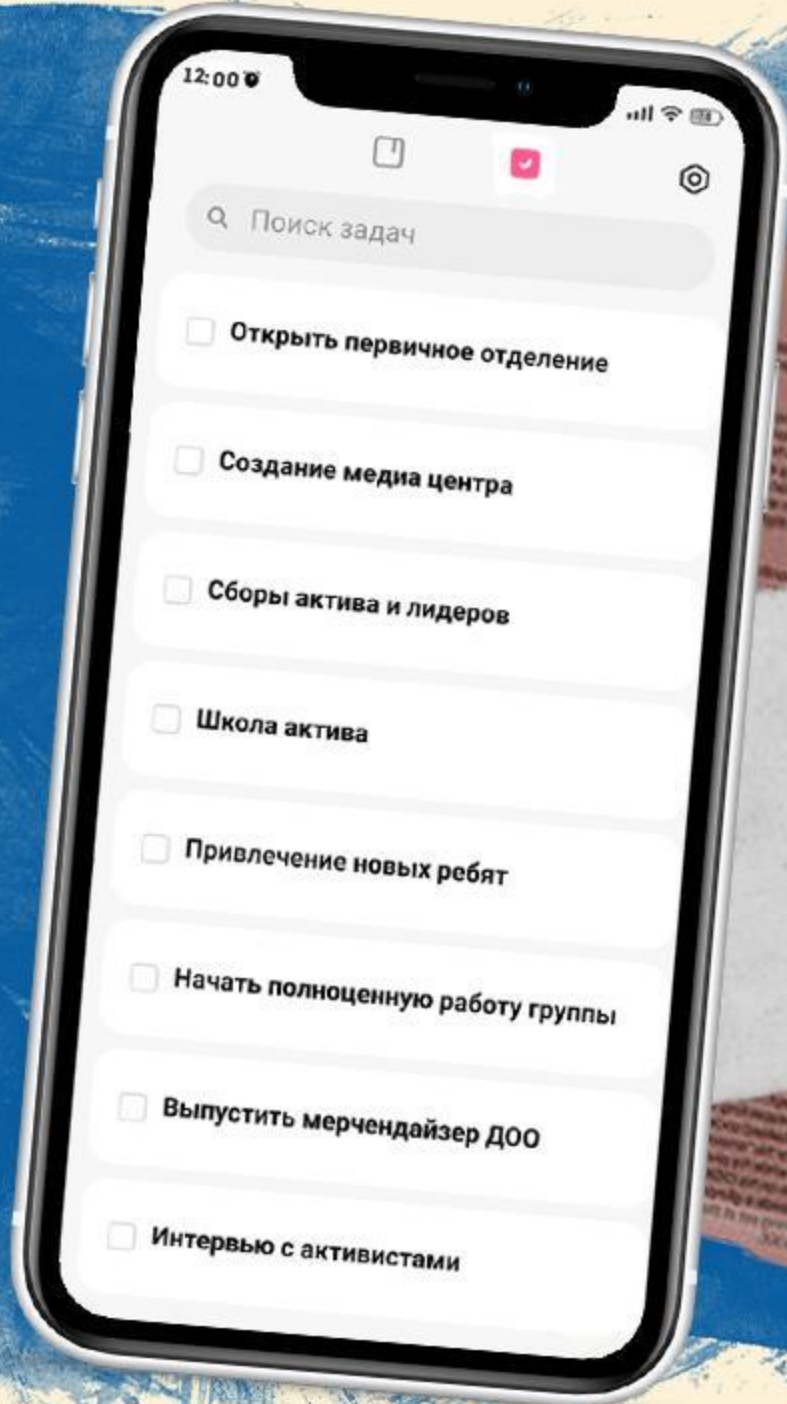 12:00
Поиск задач
Открыть первичное отделение
Создание медиа центра
Сборы актива и лидеров
Школа актива
Привлечение новых ребят
Начать полноценную работу группы
Выпустить мерчендайзер ДОО
Интервью с активистами